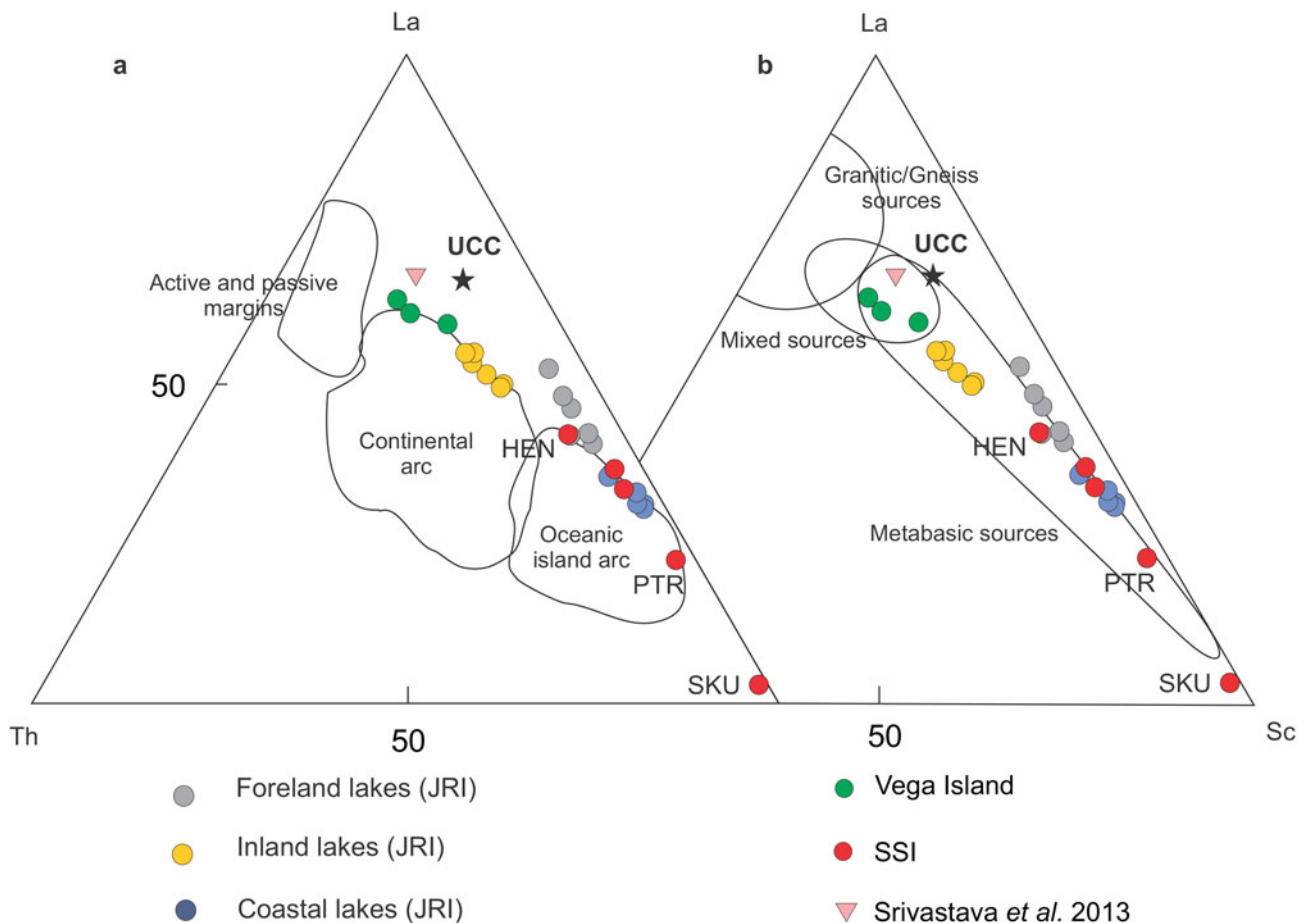 La
La
a
b
Granitic/Gneiss
sources
UCC
UCC
Active and passive
margins
Mixed sources
50
Continental
arc
HEN
HEN
Oceanic
island arc
Metabasic sources
PTR
PTR
SKU
SKU
Th
50
50
Sc
Foreland lakes (JRI)
Vega Island
Inland lakes (JRI)
SSI
Coastal lakes (JRI)
Srivastava et al. 2013